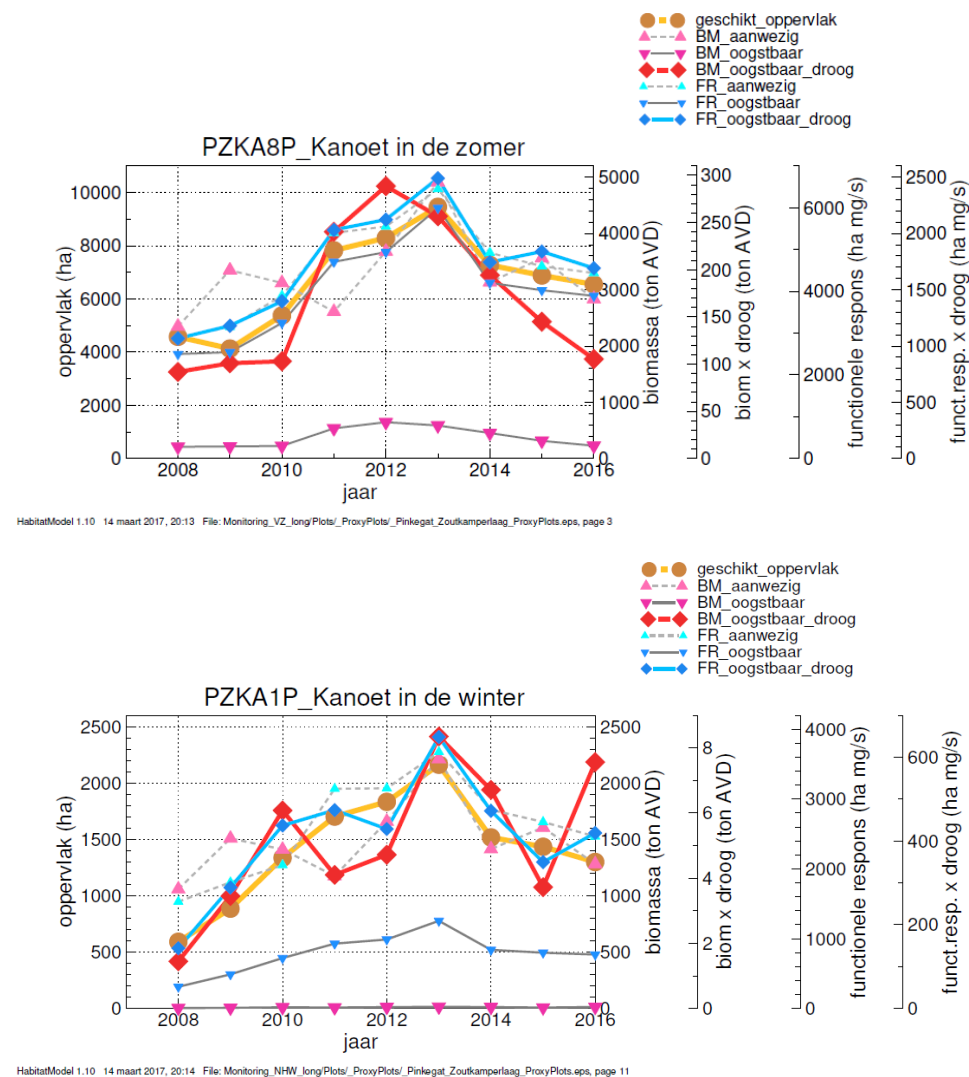 geschikt_oppervlak
BM_aanwezig
BM_oogstbaar
BM_oogstbaar_droog
FR_aanwezig
FR_oogstbaar
FR_oogstbaar_droog
PZKA8P_Kanoet in de zomer
oppervlak (ha)
10000
8000
6000
4000
2000
0
2008
2010
2012
2014
2016
jaar
5000
4000
3000
2000
1000
0
biomassa (ton AVD)
300
250
200
150
100
50
0
biom x droog (ton AVD)
6000
4000
2000
0
functionele respons (ha mg/s)
2500
2000
1500
1000
500
0
funct.resp. x droog (ha mg/s)
HabitatModel 1.10 14 maart 2017, 20:13 File: Monitoring_VZ_long/Plots/_ProxyPlots/_Pinkegat_Zoutkamperlaag_ProxyPlots.eps, page 3
geschikt_oppervlak
BM_aanwezig
BM_oogstbaar
BM_oogstbaar_droog
FR_aanwezig
FR_oogstbaar
FR_oogstbaar_droog
PZKA1P_Kanoet in de winter
oppervlak (ha)
2500
2000
1500
1000
500
0
2008
2010
2012
2014
2016
jaar
2500
2000
1500
1000
500
0
biomassa (ton AVD)
8
6
4
2
0
biom x droog (ton AVD)
4000
3000
2000
1000
0
functionele respons (ha mg/s)
600
400
200
0
funct.resp. x droog (ha mg/s)
HabitatModel 1.10 14 maart 2017, 20:14 File: Monitoring_NHW_long/Plots/_ProxyPlots/_Pinkegat_Zoutkamperlaag_ProxyPlots.eps, page 11